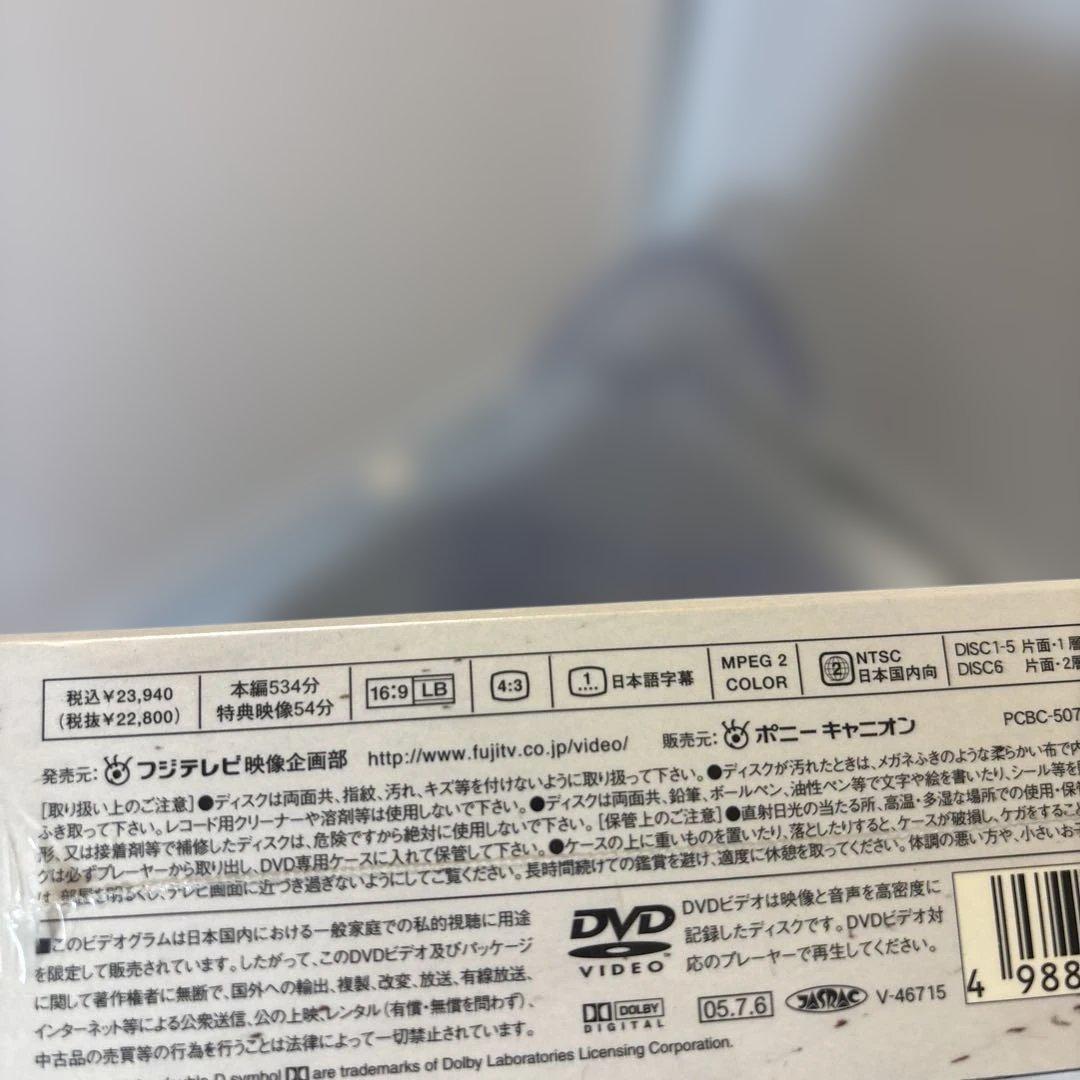 税込¥23,940
(税抜¥22,800)
本編534分
特典映像54分
16:9 LB
4:3
1 日本語字幕
MPEG 2
COLOR
2 NTSC
日本国内向
DISC1-5 片面・1層
DISC6 片面・2層
PCBC-507
発売元: フジテレビ映像企画部 http://www.fujitv.co.jp/video/ 販売元: ポニーキャニオン
[取り扱い上のご注意]●ディスクは両面共、指紋、汚れ、キズ等を付けないように取り扱って下さい。●ディスクが汚れたときは、メガネふきのような柔らかい布で内
ふき取って下さい。レコード用クリーナーや溶剤等は使用しないで下さい。●ディスクは両面共、鉛筆、ボールペン、油性ペン等で文字や絵を書いたり、シール等を
形、又は接着剤等で補修したディスクは、危険ですから絶対に使用しないで下さい。[保管上のご注意]●直射日光の当たる所、高温・多湿な場所での使用・保管
クは必ずプレーヤーから取り出し、DVD専用ケースに入れて保管して下さい。●ケースの上に重いものを置いたり、落としたりすると、ケースが破損し、ケガをすること
は、部屋を明るくし、テレビ画面に近づき過ぎないようにしてご覧ください。長時間続けての鑑賞を避け、適度に休憩を取ってください。体調の悪い方や、小さいお子
■このビデオグラムは日本国内における一般家庭での私的視聴に用途
を限定して販売されています。したがって、このDVDビデオ及びパッケージ
に関して著作権者に無断で、国外への輸出、複製、改変、放送、有線放送、
インターネット等による公衆送信、公の上映、レンタル(有償・無償を問わず)、
中古品の売買等の行為を行うことは法律によって一切禁止されています。
D symbol are trademarks of Dolby Laboratories Licensing Corporation.
DVD
VIDEO
DVDビデオは映像と音声を高密度に
記録したディスクです。DVDビデオ対
応のプレーヤーで再生してください。
DOLBY
DIGITAL
05.7.6
JASRAC
V-46715
4 988